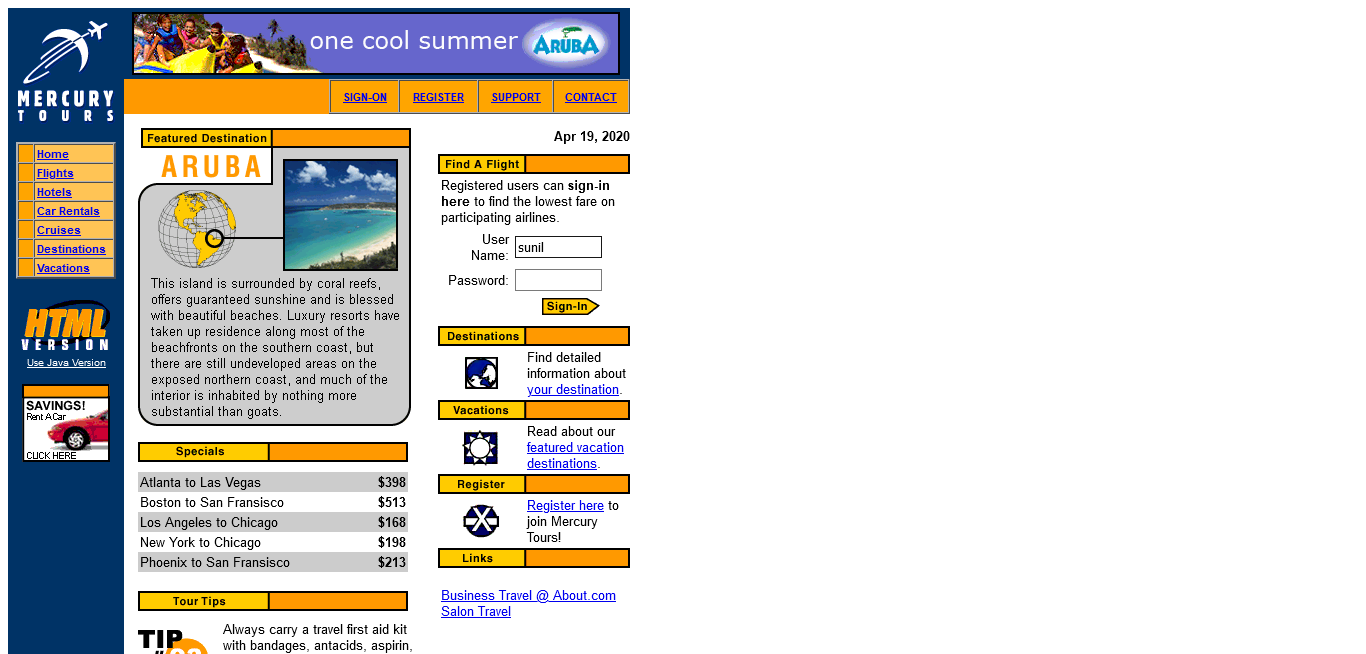 one cool summer
ARUBA
MERCURY
TOURS
SIGN-ON
REGISTER
SUPPORT
CONTACT
Home
Flights
Hotels
Car Rentals
Cruises
Destinations
Vacations
HTML
VERSION
Use Java Version
SAVINGS!
Rent A Car
CLICK HERE
Featured Destination
ARUBA
This island is surrounded by coral reefs,
offers guaranteed sunshine and is blessed
with beautiful beaches. Luxury resorts have
taken up residence along most of the
beachfronts on the southern coast, but
there are still undeveloped areas on the
exposed northern coast, and much of the
interior is inhabited by nothing more
substantial than goats.
Specials
Atlanta to Las Vegas $398
Boston to San Fransisco $513
Los Angeles to Chicago $168
New York to Chicago $198
Phoenix to San Fransisco $213
Tour Tips
TIP
Always carry a travel first aid kit
with bandages, antacids, aspirin,
Apr 19, 2020
Find A Flight
Registered users can sign-in
here to find the lowest fare on
participating airlines.
User
Name:
sunil
Password:
Sign-In
Destinations
Find detailed
information about
your destination.
Vacations
Read about our
featured vacation
destinations.
Register
Register here to
join Mercury
Tours!
Links
Business Travel @ About.com
Salon Travel